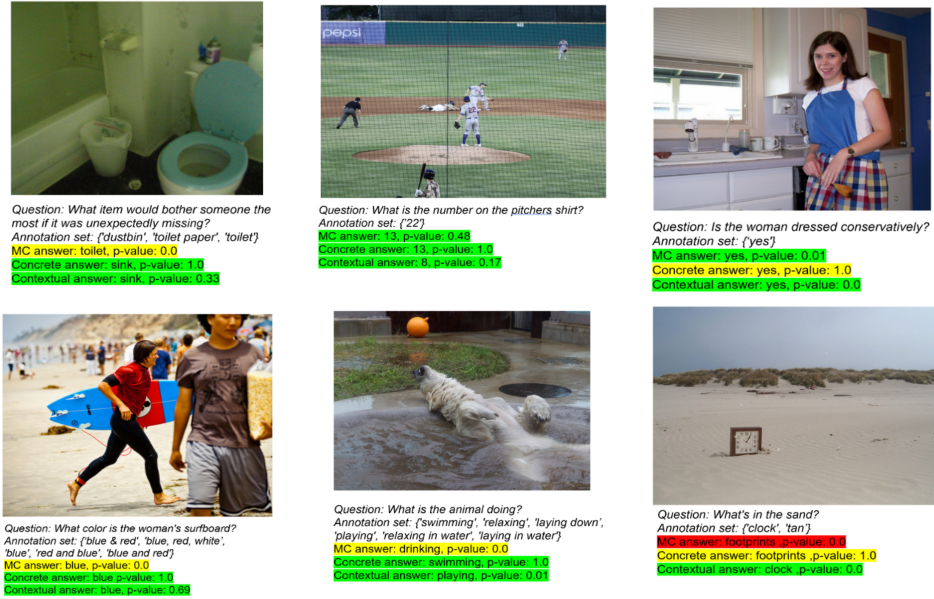 pepsi
Question: What item would bother someone the
most if it was unexpectedly missing?
Annotation set: {'dustbin', 'toilet paper', 'toilet'}
MC answer: toilet, p-value: 0.0
Concrete answer: sink, p-value: 1.0
Contextual answer: sink, p-value: 0.33
Question: What is the number on the pitchers shirt?
Annotation set: {'22'}
MC answer: 13, p-value: 0.48
Concrete answer: 13, p-value: 1.0
Contextual answer: 8, p-value: 0.17
Question: Is the woman dressed conservatively?
Annotation set: {'yes'}
MC answer: yes, p-value: 0.01
Concrete answer: yes, p-value: 1.0
Contextual answer: yes, p-value: 0.0
Question: What color is the woman's surfboard?
Annotation set: {'blue & red', 'blue, red, white',
'blue', 'red and blue', 'blue and red'}
MC answer: blue, p-value: 0.0
Concrete answer: blue p-value: 1.0
Contextual answer: blue, p-value: 0.69
Question: What is the animal doing?
Annotation set: {'swimming', 'relaxing', 'laying down',
'playing', 'relaxing in water', 'laying in water'}
MC answer: drinking, p-value: 0.0
Concrete answer: swimming, p-value: 1.0
Contextual answer: playing, p-value: 0.01
Question: What's in the sand?
Annotation set: {'clock', 'tan'}
MC answer: footprints ,p-value: 0.0
Concrete answer: footprints ,p-value: 1.0
Contextual answer: clock ,p-value: 0.0